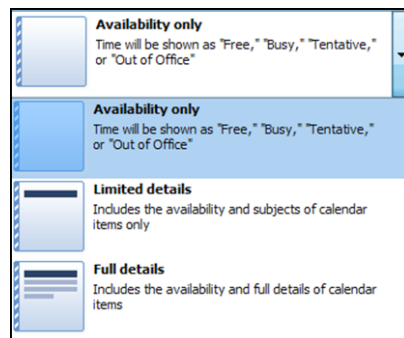 Availability only
Time will be shown as "Free," "Busy," "Tentative,"
or "Out of Office"
Availability only
Time will be shown as "Free," "Busy," "Tentative,"
or "Out of Office"
Limited details
Includes the availability and subjects of calendar
items only
Full details
Includes the availability and full details of calendar
items